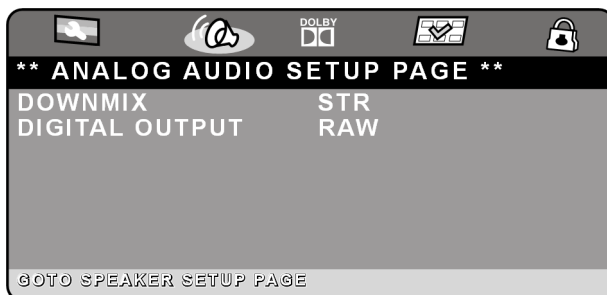 DOLBY
** ANALOG AUDIO SETUP PAGE **
DOWNMIX STR
DIGITAL OUTPUT RAW
GOTO SPEAKER SETUP PAGE